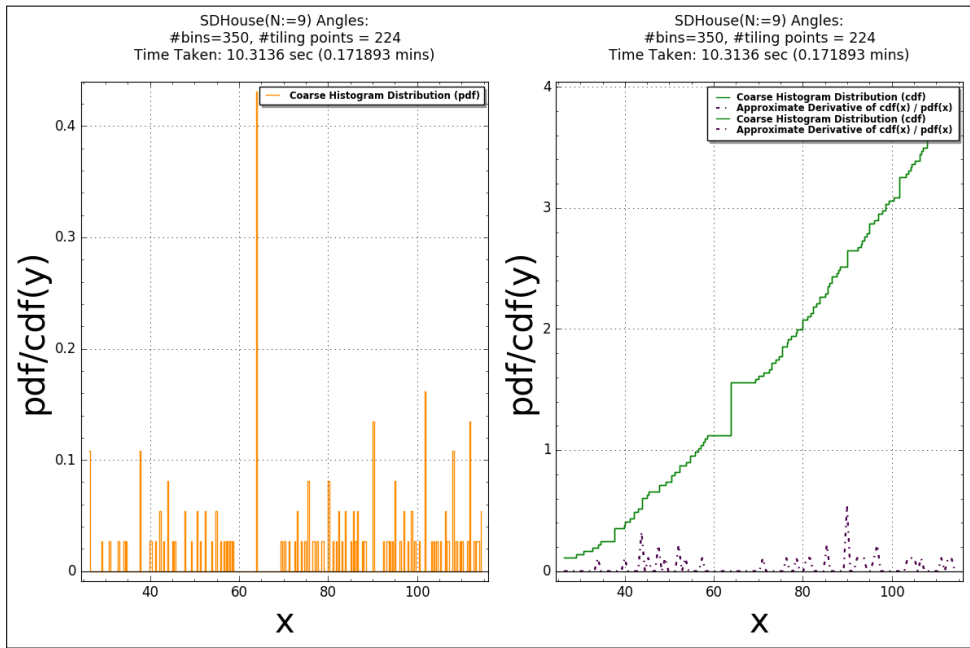 SDHouse(N:=9) Angles:
#bins=350, #tiling points = 224
Time Taken: 10.3136 sec (0.171893 mins)
Coarse Histogram Distribution (pdf)
pdf/cdf(y)
0.4
0.3
0.2
0.1
0
40
60
80
100
x
SDHouse(N:=9) Angles:
#bins=350, #tiling points = 224
Time Taken: 10.3136 sec (0.171893 mins)
Coarse Histogram Distribution (cdf)
Approximate Derivative of cdf(x) / pdf(x)
Coarse Histogram Distribution (cdf)
Approximate Derivative of cdf(x) / pdf(x)
pdf/cdf(y)
4
3
2
1
0
40
60
80
100
x